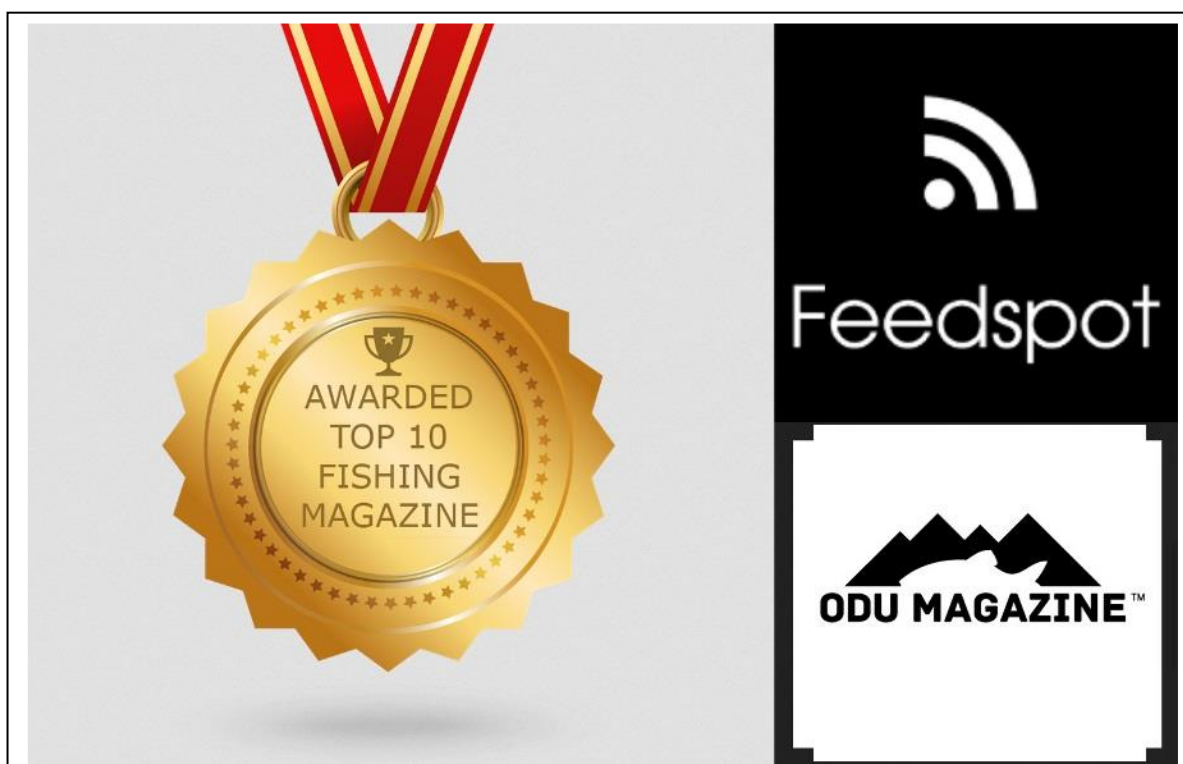 AWARDED
TOP 10
FISHING
MAGAZINE
Feedspot
ODU MAGAZINE™